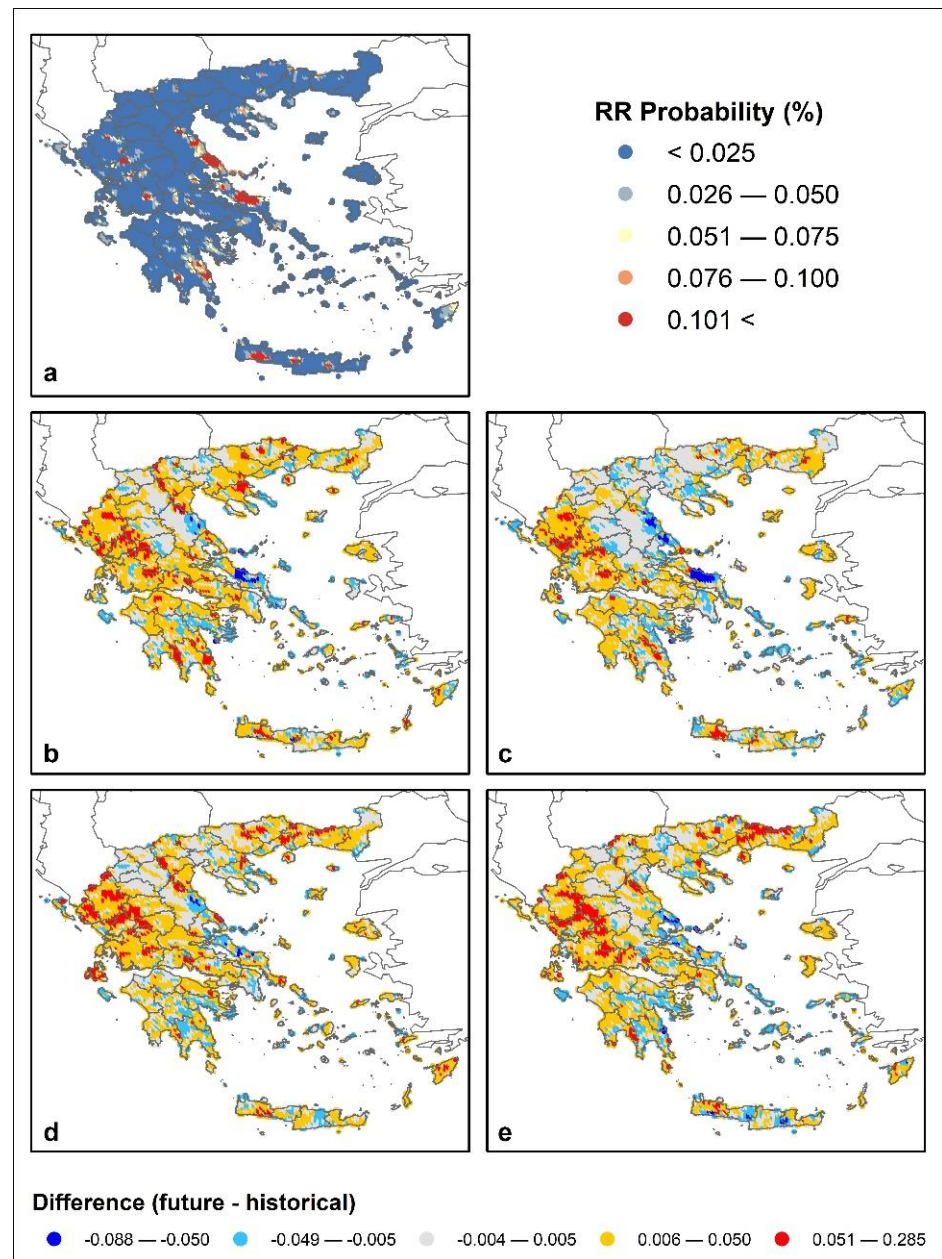 RR Probability (%)
< 0.025
0.026 — 0.050
0.051 — 0.075
0.076 — 0.100
0.101 <
a
b
c
d
e
Difference (future - historical)
-0.088 — -0.050 -0.049 — -0.005 -0.004 — 0.005 0.006 — 0.050 0.051 — 0.285